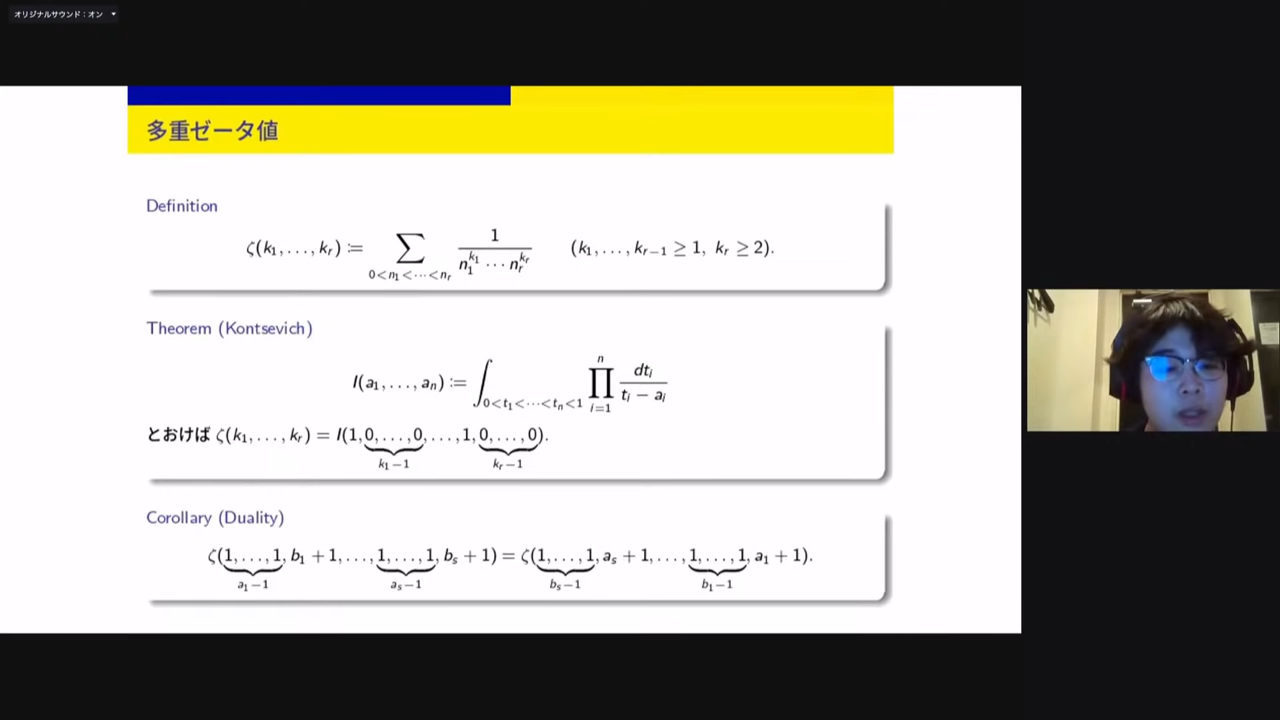 オリジナルサウンド：オン
多重ゼータ値
Definition
ζ(k₁, . . . , kᵣ) ≔ ∑_{0<n₁<···<nᵣ} 1/(n₁^{k₁} ··· nᵣ^{kᵣ}) (k₁, . . . , kᵣ₋₁ ≥ 1, kᵣ ≥ 2).
Theorem (Kontsevich)
I(a₁, . . . , aₙ) ≔ ∫_{0<t₁<···<tₙ<1} ∏_{i=1}^{n} dtᵢ/(tᵢ − aᵢ)
とおけば ζ(k₁, . . . , kᵣ) = I(1, 0, . . . , 0, . . . , 1, 0, . . . , 0).
k₁−1 kᵣ−1
Corollary (Duality)
ζ(1, . . . , 1, b₁ + 1, . . . , 1, . . . , 1, bₛ + 1) = ζ(1, . . . , 1, aₛ + 1, . . . , 1, . . . , 1, a₁ + 1).
a₁−1 aₛ−1 bₛ−1 b₁−1